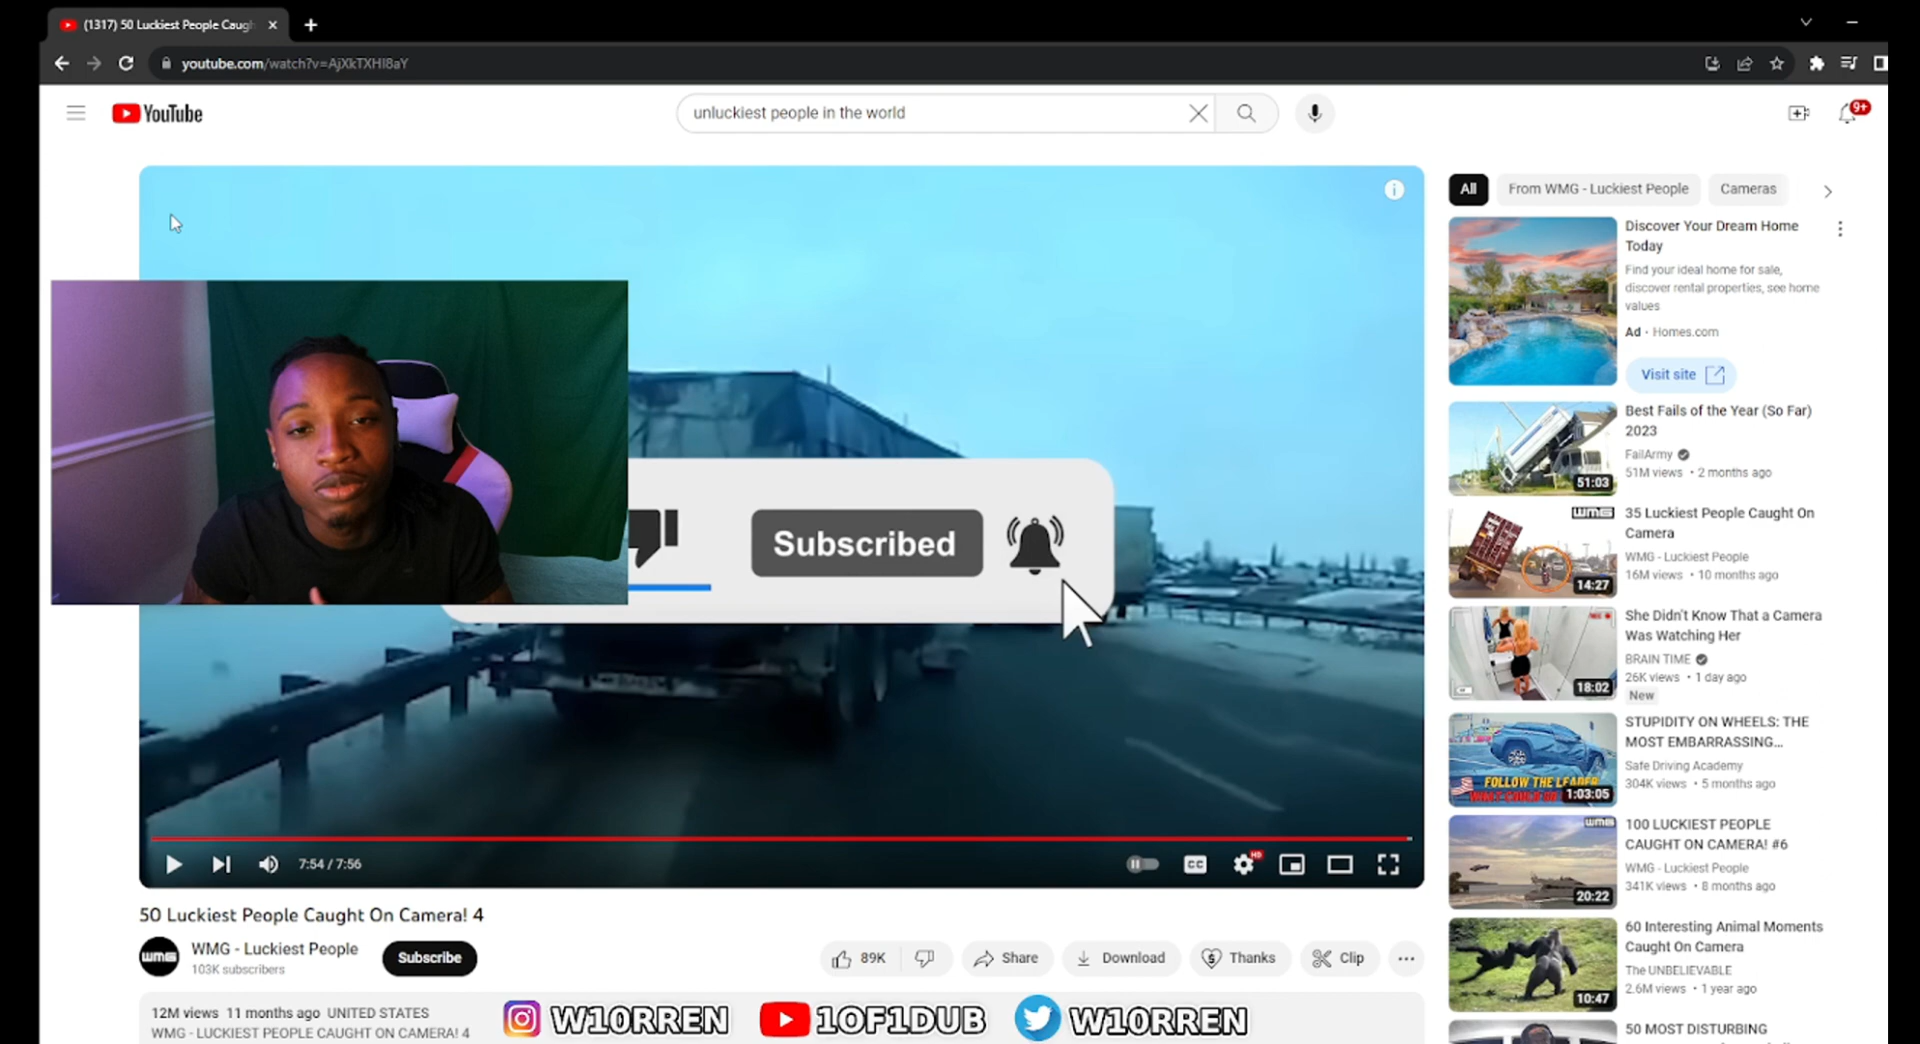 (1317) 50 Luckiest People Caug
youtube.com/watch?v=AjXkTXHI8aY
YouTube
unluckiest people in the world
9+
All
From WMG - Luckiest People
Cameras
Discover Your Dream Home
Today
Find your ideal home for sale,
discover rental properties, see home
values
Ad · Homes.com
Visit site
Best Fails of the Year (So Far)
2023
FailArmy
51M views • 2 months ago
51:03
WMG
35 Luckiest People Caught On
Camera
WMG - Luckiest People
16M views • 10 months ago
14:27
She Didn't Know That a Camera
Was Watching Her
BRAIN TIME
26K views • 1 day ago
New
18:02
STUPIDITY ON WHEELS: THE
MOST EMBARRASSING...
Safe Driving Academy
304K views • 5 months ago
FOLLOW THE LEADER
1:03:05
WMG
100 LUCKIEST PEOPLE
CAUGHT ON CAMERA! #6
WMG - Luckiest People
341K views • 8 months ago
20:22
60 Interesting Animal Moments
Caught On Camera
The UNBELIEVABLE
2.6M views • 1 year ago
10:47
50 MOST DISTURBING
Subscribed
7:54 / 7:56
CC
HD
50 Luckiest People Caught On Camera! 4
WMG
WMG - Luckiest People
103K subscribers
Subscribe
89K
Share
Download
Thanks
Clip
12M views 11 months ago UNITED STATES
WMG - LUCKIEST PEOPLE CAUGHT ON CAMERA! 4
W10RREN
1OF1DUB
W10RREN